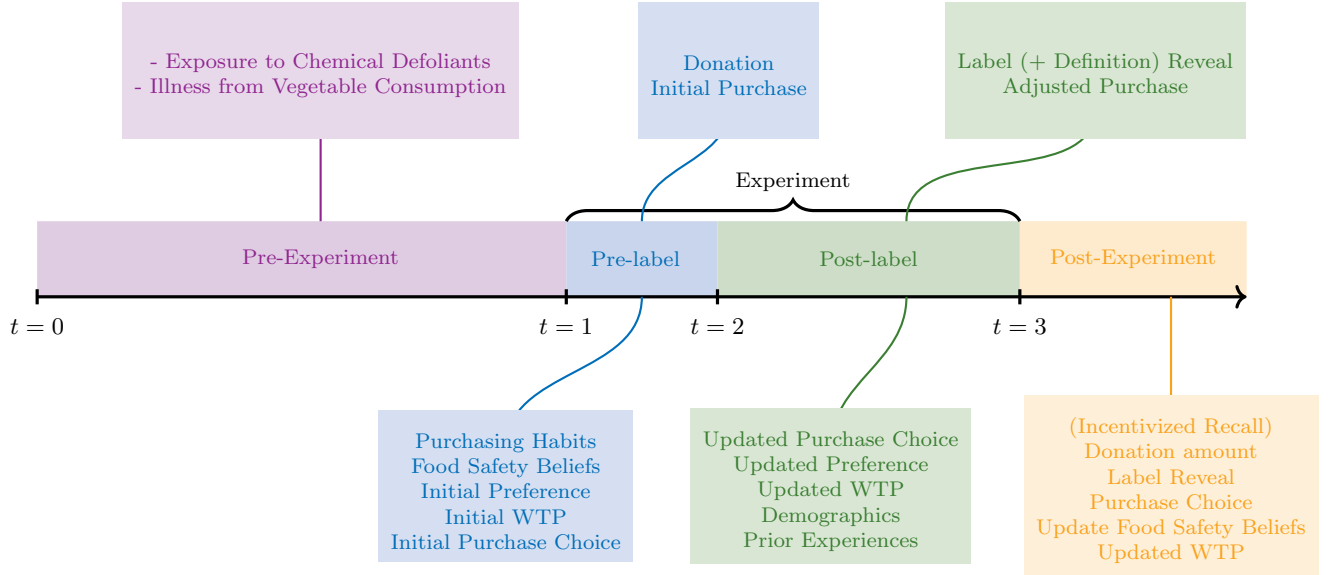 - Exposure to Chemical Defoliants
- Illness from Vegetable Consumption
Donation
Initial Purchase
Label (+ Definition) Reveal
Adjusted Purchase
Experiment
Pre-Experiment
Pre-label
Post-label
Post-Experiment
t = 0
t = 1
t = 2
t = 3
Purchasing Habits
Food Safety Beliefs
Initial Preference
Initial WTP
Initial Purchase Choice
Updated Purchase Choice
Updated Preference
Updated WTP
Demographics
Prior Experiences
(Incentivized Recall)
Donation amount
Label Reveal
Purchase Choice
Update Food Safety Beliefs
Updated WTP